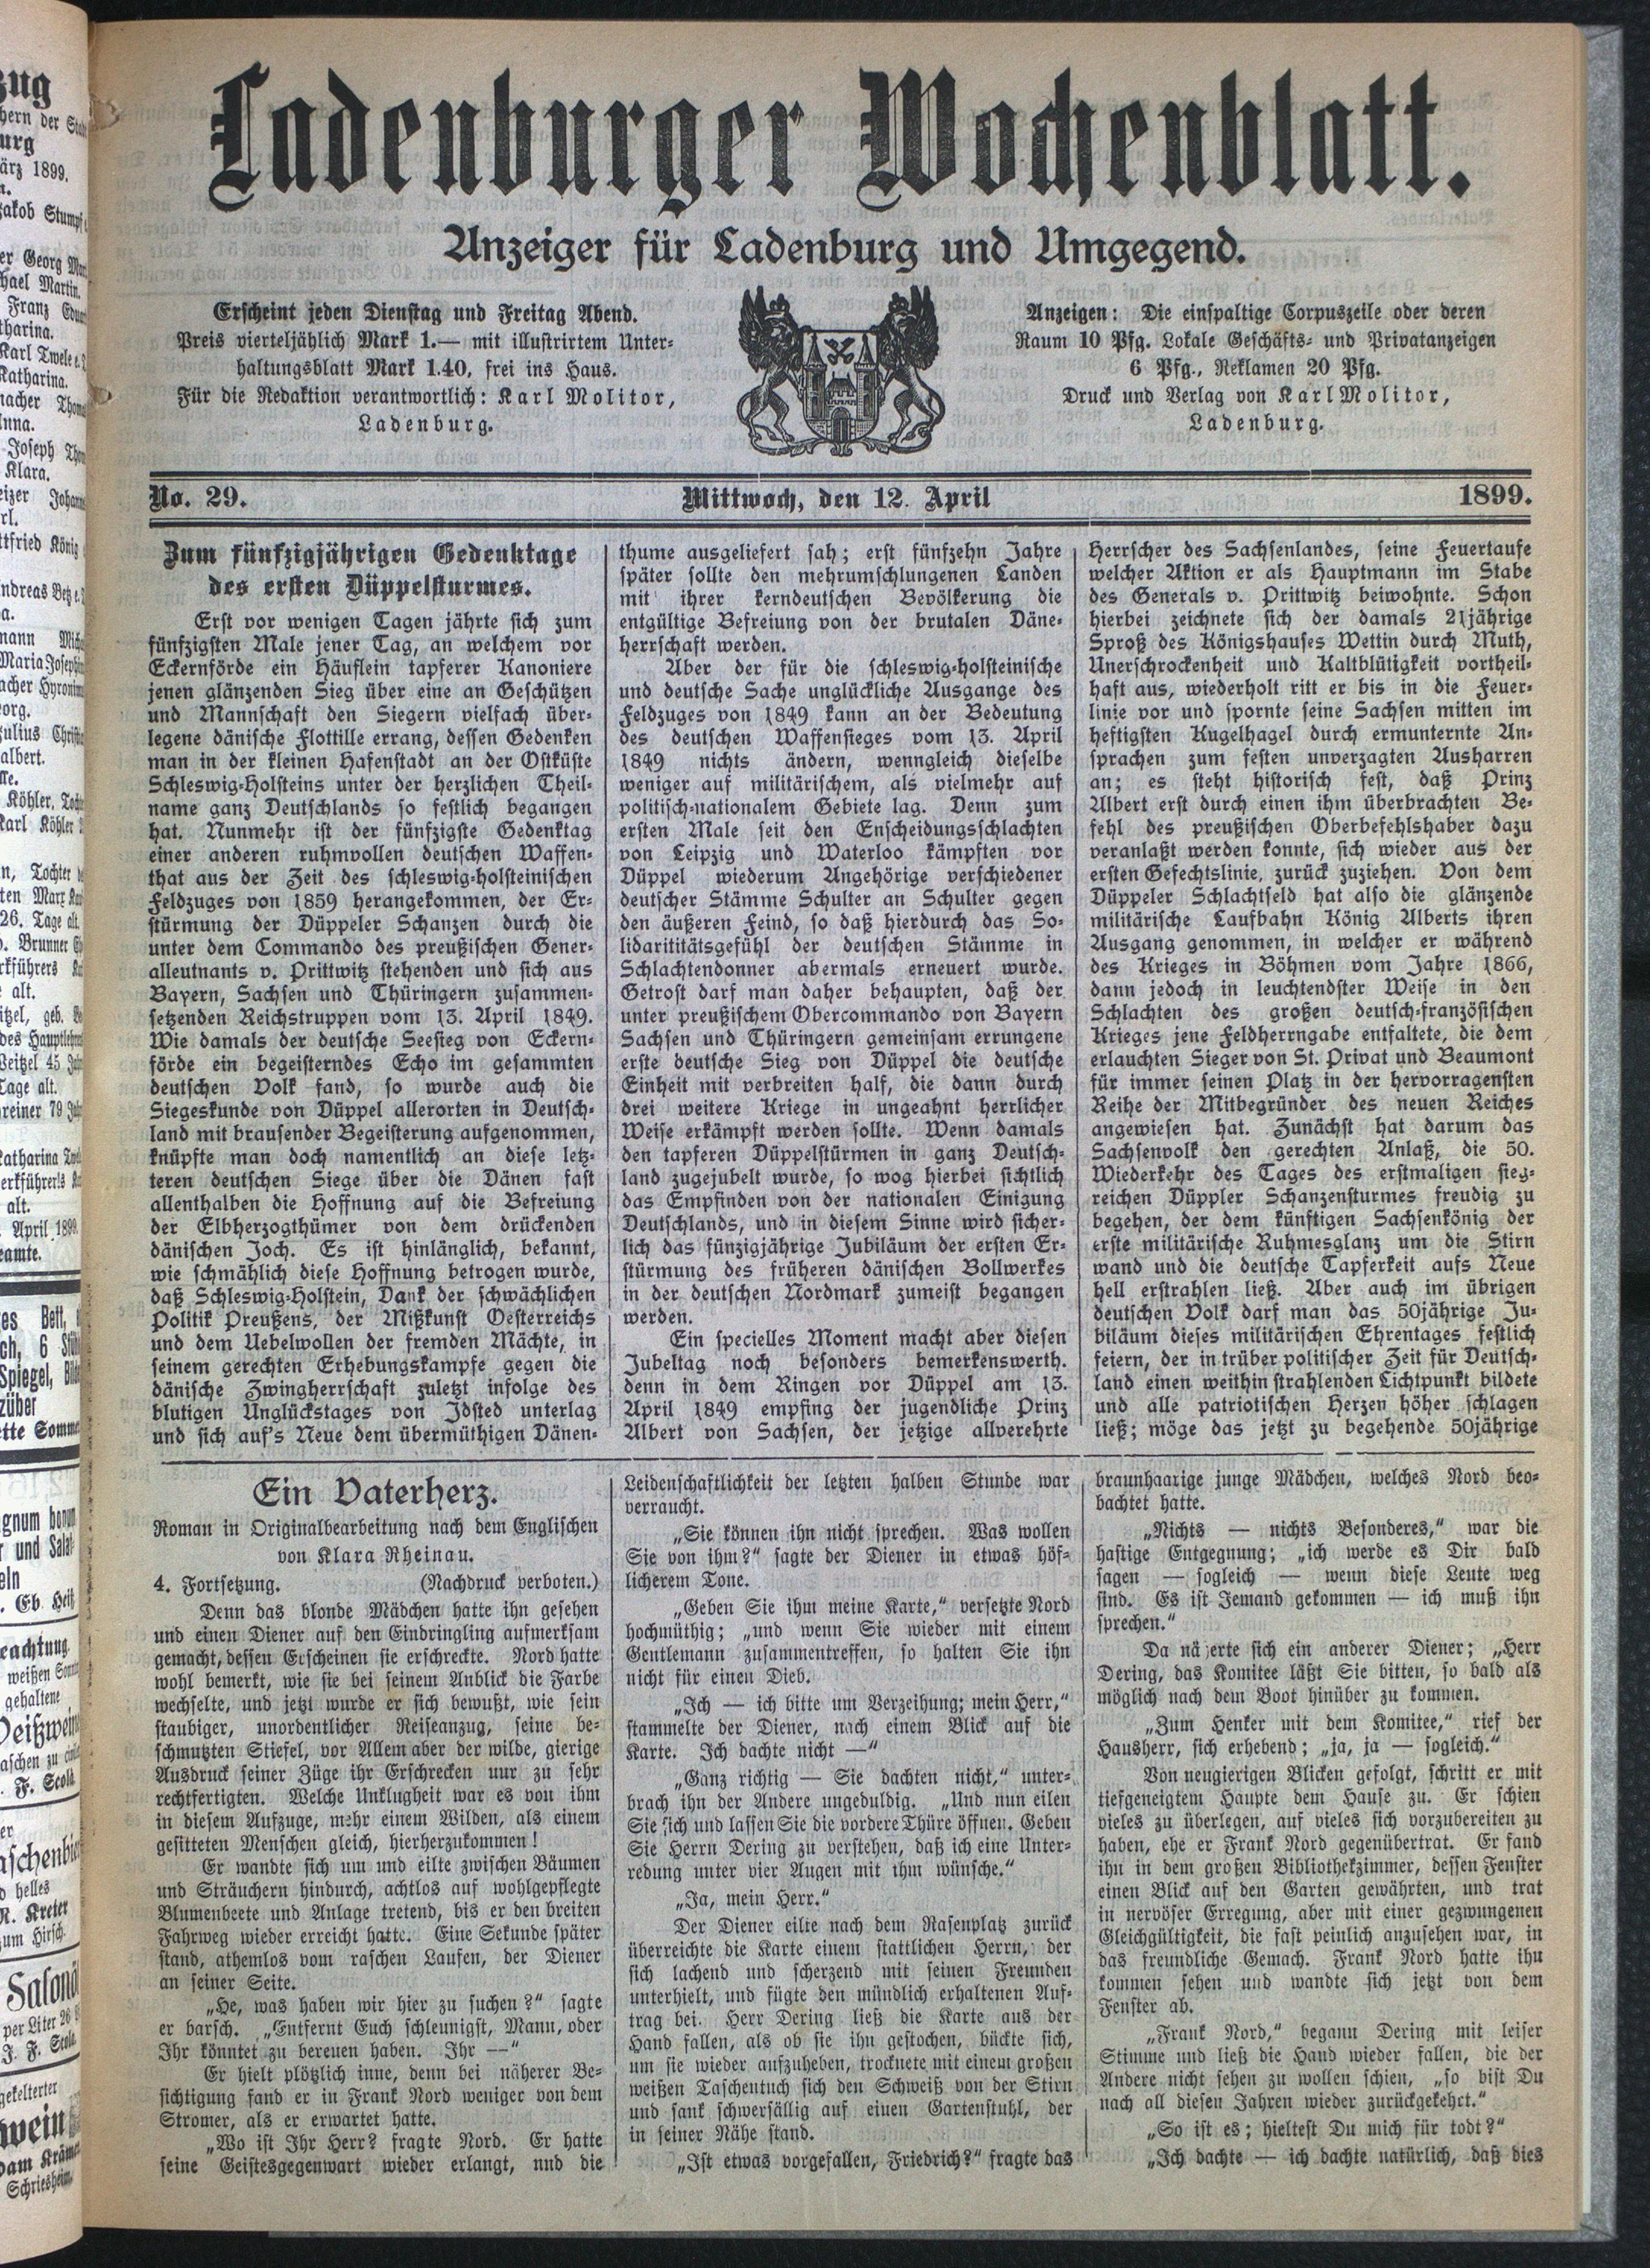 Ladenburger Wochenblatt.
Anzeiger für Ladenburg und Umgegend.
Erscheint jeden Dienstag und Freitag Abend.
Preis vierteljählich Mark 1.— mit illustrirtem Unter-
haltungsblatt Mark 1.40, frei ins Haus.
Für die Redaktion verantwortlich: Karl Molitor,
Ladenburg.
Anzeigen: Die einspaltige Corpuszeile oder deren
Raum 10 Pfg. Lokale Geschäfts- und Privatanzeigen
6 Pfg., Reklamen 20 Pfg.
Druck und Verlag von Karl Molitor,
Ladenburg.
No. 29.
Mittwoch, den 12. April
1899.
Zum fünfzigjährigen Gedenktage
des ersten Düppelsturmes.
Erst vor wenigen Tagen jährte sich zum
fünfzigsten Male jener Tag, an welchem vor
Eckernförde ein Häuflein tapferer Kanoniere
jenen glänzenden Sieg über eine an Geschützen
und Mannschaft den Siegern vielfach über-
legene dänische Flottille errang, dessen Gedenken
man in der kleinen Hafenstadt an der Ostküste
Schleswig-Holsteins unter der herzlichen Theil-
name ganz Deutschlands so festlich begangen
hat. Nunmehr ist der fünfzigste Gedenktag
einer anderen ruhmvollen deutschen Waffen-
that aus der Zeit des schleswig-holsteinischen
Feldzuges von 1859 herangekommen, der Er-
stürmung der Düppeler Schanzen durch die
unter dem Commando des preußischen Gener-
alleutnants v. Prittwitz stehenden und sich aus
Bayern, Sachsen und Thüringern zusammen-
setzenden Reichstruppen vom 13. April 1849.
Wie damals der deutsche Seesieg von Eckern-
förde ein begeisterndes Echo im gesammten
deutschen Volk fand, so wurde auch die
Siegeskunde von Düppel allerorten in Deutsch-
land mit brausender Begeisterung aufgenommen,
knüpfte man doch namentlich an diese letz-
teren deutschen Siege über die Dänen fast
allenthalben die Hoffnung auf die Befreiung
der Elbherzogthümer von dem drückenden
dänischen Joch. Es ist hinlänglich, bekannt,
wie schmählich diese Hoffnung betrogen wurde,
daß Schleswig-Holstein, Dank der schwächlichen
Politik Preußens, der Mißkunst Oesterreichs
und dem Uebelwollen der fremden Mächte, in
seinem gerechten Erhebungskampfe gegen die
dänische Zwingherrschaft zuletzt infolge des
blutigen Unglückstages von Idsted unterlag
und sich auf's Neue dem übermüthigen Dänen-
thume ausgeliefert sah; erst fünfzehn Jahre
später sollte den mehrumschlungenen Landen
mit ihrer kerndeutschen Bevölkerung die
entgültige Befreiung von der brutalen Däne-
herrschaft werden.
Aber der für die schleswig-holsteinische
und deutsche Sache unglückliche Ausgange des
Feldzuges von 1849 kann an der Bedeutung
des deutschen Waffensieges vom 13. April
1849 nichts ändern, wenngleich dieselbe
weniger auf militärischem, als vielmehr auf
politisch-nationalem Gebiete lag. Denn zum
ersten Male seit den Enscheidungsschlachten
von Leipzig und Waterloo kämpften vor
Düppel wiederum Angehörige verschiedener
deutscher Stämme Schulter an Schulter gegen
den äußeren Feind, so daß hierdurch das So-
lidarititätsgefühl der deutschen Stämme in
Schlachtendonner abermals erneuert wurde.
Getrost darf man daher behaupten, daß der
unter preußischem Obercommando von Bayern
Sachsen und Thüringern gemeinsam errungene
erste deutsche Sieg von Düppel die deutsche
Einheit mit verbreiten half, die dann durch
drei weitere Kriege in ungeahnt herrlicher
Weise erkämpft werden sollte. Wenn damals
den tapferen Düppelstürmen in ganz Deutsch-
land zugejubelt wurde, so wog hierbei sichtlich
das Empfinden von der nationalen Einigung
Deutschlands, und in diesem Sinne wird sicher-
lich das fünzigjährige Jubiläum der ersten Er-
stürmung des früheren dänischen Bollwerkes
in der deutschen Nordmark zumeist begangen
werden.
Ein specielles Moment macht aber diesen
Jubeltag noch besonders bemerkenswerth.
denn in dem Ringen vor Düppel am 13.
April 1849 empfing der jugendliche Prinz
Albert von Sachsen, der jetzige allverehrte
Herrscher des Sachsenlandes, seine Feuertaufe
welcher Aktion er als Hauptmann im Stabe
des Generals v. Prittwitz beiwohnte. Schon
hierbei zeichnete sich der damals 21jährige
Sproß des Königshauses Wettin durch Muth,
Unerschrockenheit und Kaltblütigkeit vortheil-
haft aus, wiederholt ritt er bis in die Feuer-
linie vor und spornte seine Sachsen mitten im
heftigsten Kugelhagel durch ermunternte An-
sprachen zum festen unverzagten Ausharren
an; es steht historisch fest, daß Prinz
Albert erst durch einen ihm überbrachten Be-
fehl des preußischen Oberbefehlshaber dazu
veranlaßt werden konnte, sich wieder aus der
ersten Gefechtslinie, zurück zuziehen. Von dem
Düppeler Schlachtfeld hat also die glänzende
militärische Laufbahn König Alberts ihren
Ausgang genommen, in welcher er während
des Krieges in Böhmen vom Jahre 1866,
dann jedoch in leuchtendster Weise in den
Schlachten des großen deutsch-französischen
Krieges jene Feldherrngabe entfaltete, die dem
erlauchten Sieger von St. Privat und Beaumont
für immer seinen Platz in der hervorragensten
Reihe der Mitbegründer des neuen Reiches
angewiesen hat. Zunächst hat darum das
Sachsenvolk den gerechten Anlaß, die 50.
Wiederkehr des Tages des erstmaligen sieg-
reichen Düppler Schanzensturmes freudig zu
begehen, der dem künftigen Sachsenkönig der
erste militärische Ruhmesglanz um die Stirn
wand und die deutsche Tapferkeit aufs Neue
hell erstrahlen ließ. Aber auch im übrigen
deutschen Volk darf man das 50jährige Ju-
biläum dieses militärischen Ehrentages festlich
feiern, der in trüber politischer Zeit für Deutsch-
land einen weithin strahlenden Lichtpunkt bildete
und alle patriotischen Herzen höher schlagen
ließ; möge das jetzt zu begehende 50jährige
Ein Vaterherz.
Roman in Originalbearbeitung nach dem Englischen
von Klara Rheinau.
4. Fortsetzung. (Nachdruck verboten.)
Denn das blonde Mädchen hatte ihn gesehen
und einen Diener auf den Eindringling aufmerksam
gemacht, dessen Erscheinen sie erschreckte. Nord hatte
wohl bemerkt, wie sie bei seinem Anblick die Farbe
wechselte, und jetzt wurde er sich bewußt, wie sein
staubiger, unordentlicher Reiseanzug, seine be-
schmutzten Stiefel, vor Allem aber der wilde, gierige
Ausdruck seiner Züge ihr Erschrecken nur zu sehr
rechtfertigten. Welche Unklugheit war es von ihm
in diesem Aufzuge, mehr einem Wilden, als einem
gesitteten Menschen gleich, hierherzukommen!
Er wandte sich um und eilte zwischen Bäumen
und Sträuchern hindurch, achtlos auf wohlgepflegte
Blumenbeete und Anlage tretend, bis er den breiten
Fahrweg wieder erreicht hatte. Eine Sekunde später
stand, athemlos vom raschen Laufen, der Diener
an seiner Seite.
„He, was haben wir hier zu suchen?“ sagte
er barsch. „Entfernt Euch schleunigst, Mann, oder
Ihr könntet zu bereuen haben. Ihr —“
Er hielt plötzlich inne, denn bei näherer Be-
sichtigung fand er in Frank Nord weniger von dem
Stromer, als er erwartet hatte.
„Wo ist Ihr Herr? fragte Nord. Er hatte
seine Geistesgegenwart wieder erlangt, nnd die
Leidenschaftlichkeit der letzten halben Stunde war
verraucht.
„Sie können ihn nicht sprechen. Was wollen
Sie von ihm?“ sagte der Diener in etwas höf-
licherem Tone.
„Geben Sie ihm meine Karte,“ versetzte Nord
hochmüthig; „und wenn Sie wieder mit einem
Gentlemann zusammentreffen, so halten Sie ihn
nicht für einen Dieb.
„Ich — ich bitte um Verzeihung; mein Herr,“
stammelte der Diener, nach einem Blick auf die
Karte. Ich dachte nicht —“
„Ganz richtig — Sie dachten nicht,“ unter-
brach ihn der Andere ungeduldig. „Und nun eilen
Sie sich und lassen Sie die vordere Thüre öffnen. Geben
Sie Herrn Dering zu verstehen, daß ich eine Unter-
redung unter vier Augen mit ihm wünsche.“
„Ja, mein Herr.“
Der Diener eilte nach dem Rasenplatz zurück
überreichte die Karte einem stattlichen Herrn, der
sich lachend und scherzend mit seinen Freunden
unterhielt, und fügte den mündlich erhaltenen Auf-
trag bei. Herr Dering ließ die Karte aus der
Hand fallen, als ob sie ihn gestochen, bückte sich,
um sie wieder aufzuheben, trocknete mit einem großen
weißen Taschentuch sich den Schweiß von der Stirn
und sank schwerfällig auf einen Gartenstuhl, der
in seiner Nähe stand.
„Ist etwas vorgefallen, Friedrich?“ fragte das
braunhaarige junge Mädchen, welches Nord beo-
bachtet hatte.
„Nichts — nichts Besonderes,“ war die
hastige Entgegnung; „ich werde es Dir bald
sagen — sogleich — wenn diese Leute weg
sind. Es ist Jemand gekommen — ich muß ihn
sprechen.“
Da näherte sich ein anderer Diener; „Herr
Dering, das Komitee läßt Sie bitten, so bald als
möglich nach dem Boot hinüber zu kommen.
„Zum Henker mit dem Komitee,“ rief der
Hausherr, sich erhebend; „ja, ja — sogleich.“
Von neugierigen Blicken gefolgt, schritt er mit
tiefgeneigtem Haupte dem Hause zu. Er schien
vieles zu überlegen, auf vieles sich vorzubereiten zu
haben, ehe er Frank Nord gegenübertrat. Er fand
ihn in dem großen Bibliothekzimmer, dessen Fenster
einen Blick auf den Garten gewährten, und trat
in nervöser Erregung, aber mit einer gezwungenen
Gleichgültigkeit, die fast peinlich anzusehen war, in
das freundliche Gemach. Frank Nord hatte ihn
kommen sehen und wandte sich jetzt von dem
Fenster ab.
„Frank Nord,“ begann Dering mit leiser
Stimme und ließ die Hand wieder fallen, die der
Andere nicht sehen zu wollen schien, „so bist Du
nach all diesen Jahren wieder zurückgekehrt.“
„So ist es; hieltest Du mich für todt?“
„Ich dachte — ich dachte natürlich, daß dies